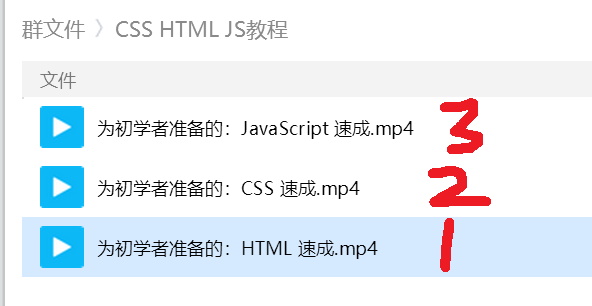 群文件 〉CSS HTML JS教程
文件
为初学者准备的：JavaScript 速成.mp4 3
为初学者准备的：CSS 速成.mp4 2
为初学者准备的：HTML 速成.mp4 1